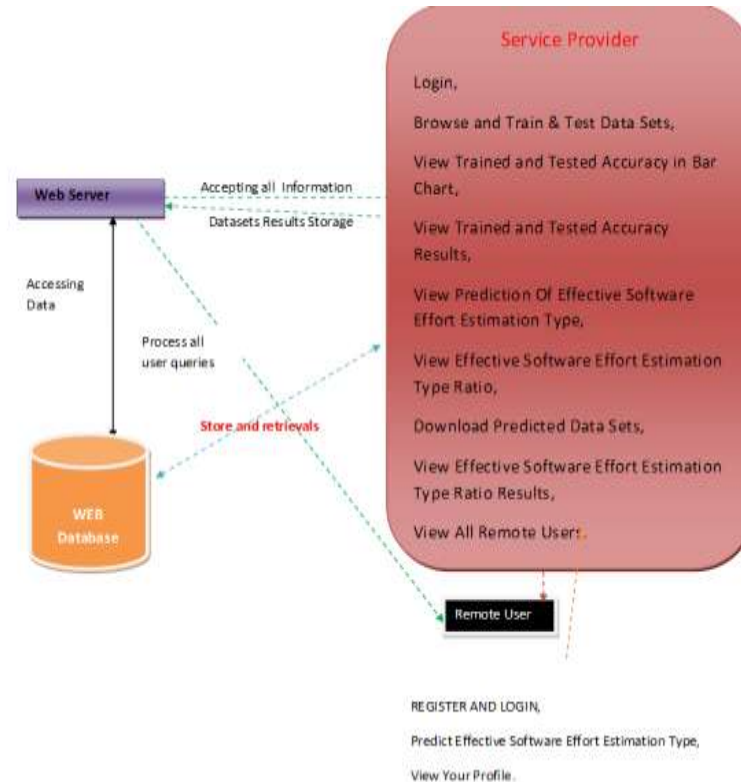 Service Provider
Login,
Browse and Train & Test Data Sets,
View Trained and Tested Accuracy in Bar
Chart,
View Trained and Tested Accuracy
Results,
View Prediction Of Effective Software
Effort Estimation Type,
View Effective Software Effort Estimation
Type Ratio,
Download Predicted Data Sets,
View Effective Software Effort Estimation
Type Ratio Results,
View All Remote Users.
Web Server
Accepting all Information
Datasets Results Storage
Accessing
Data
Process all
user queries
Store and retrievals
WEB
Database
Remote User
REGISTER AND LOGIN,
Predict Effective Software Effort Estimation Type,
View Your Profile.